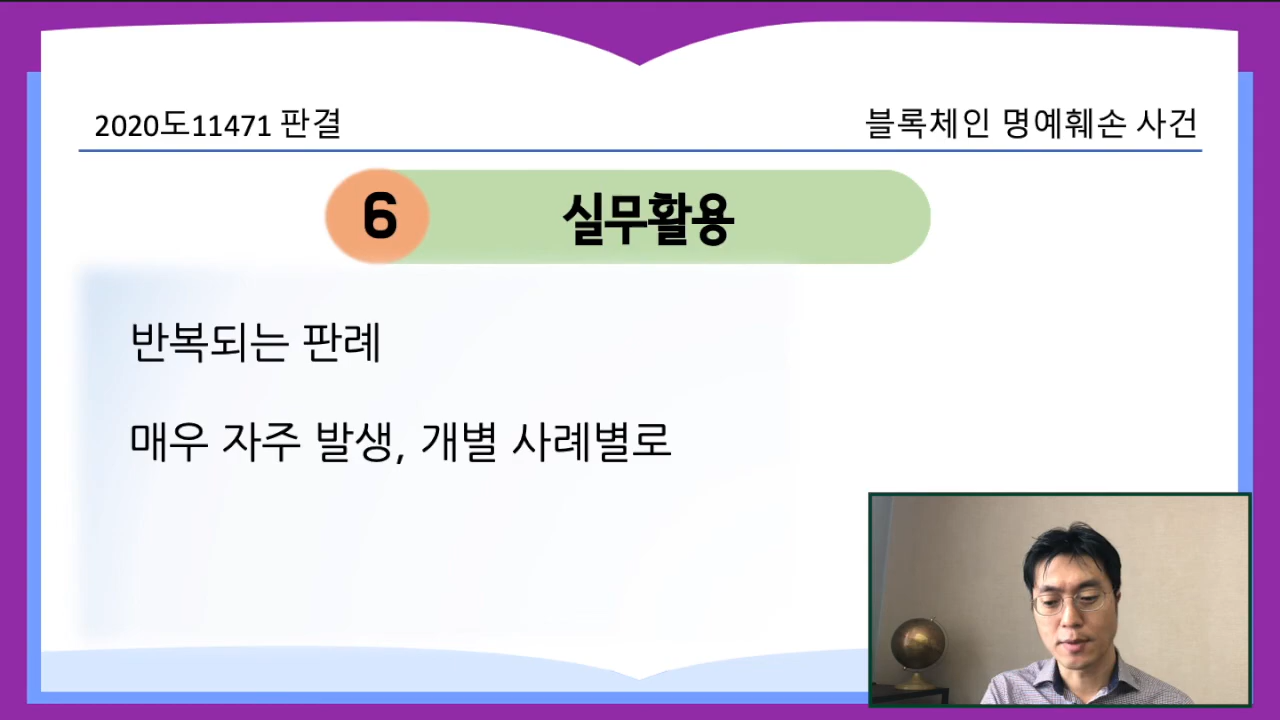 2020도11471 판결
블록체인 명예훼손 사건
6
실무활용
반복되는 판례
매우 자주 발생, 개별 사례별로